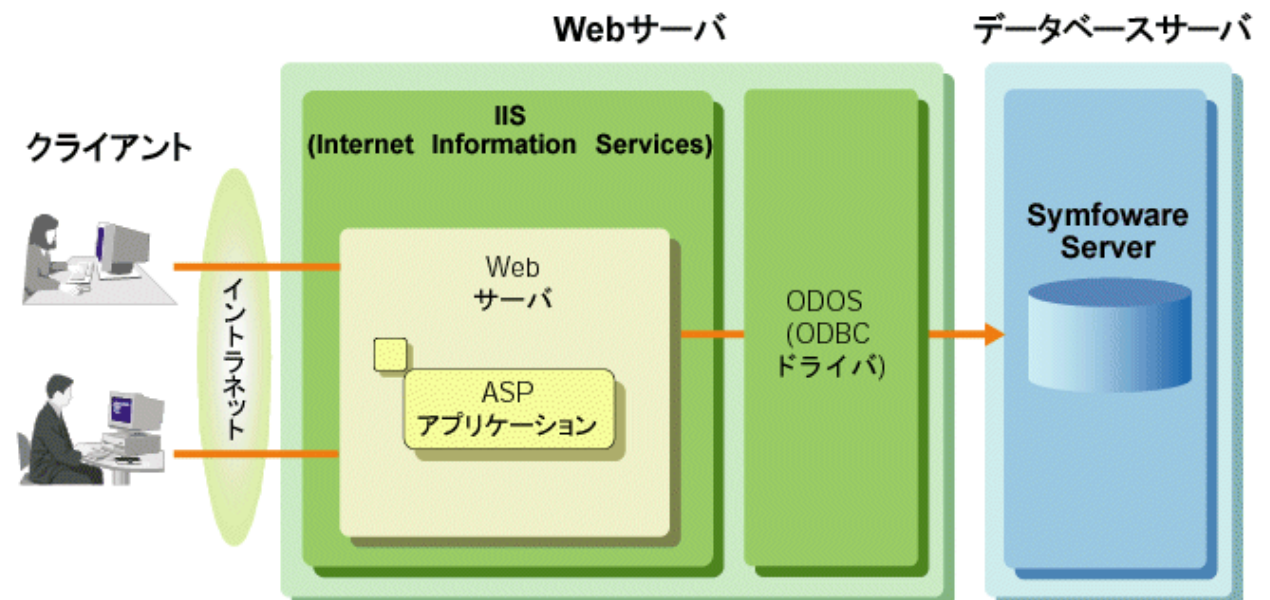 Webサーバ
データベースサーバ
クライアント
IIS
(Internet Information Services)
イントラネット
Web
サーバ
ASP
アプリケーション
ODOS
(ODBC
ドライバ)
Symfoware
Server